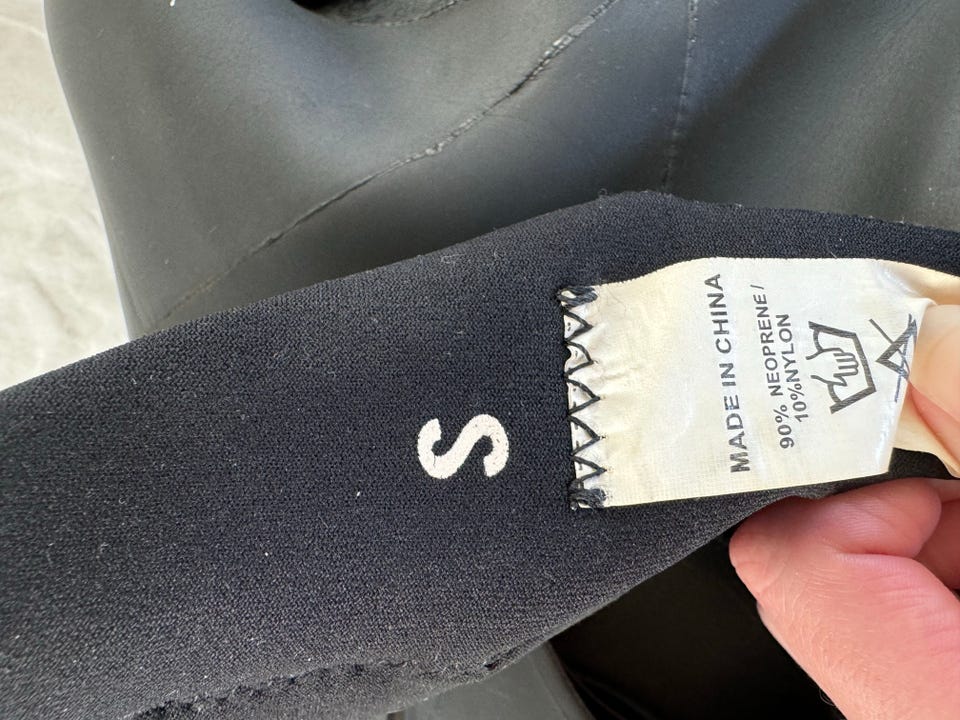 S
MADE IN CHINA
90% NEOPRENE /
10%NYLON